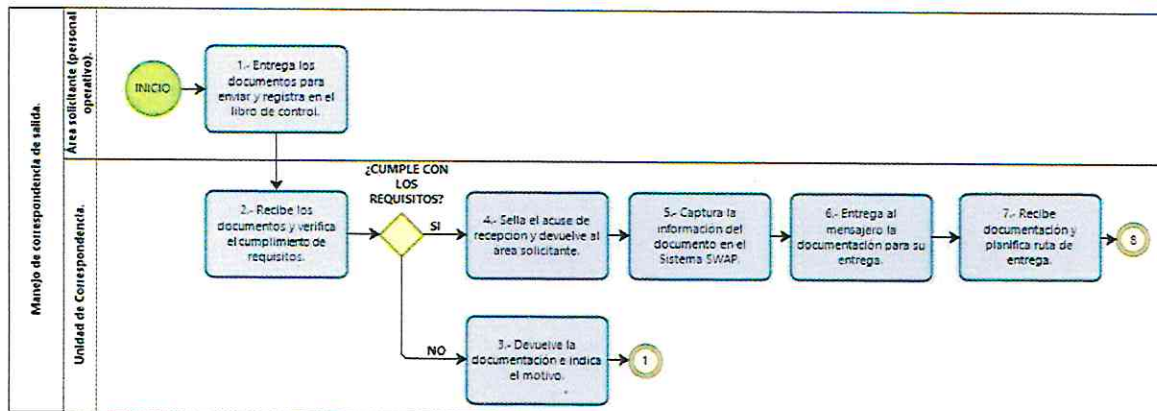 Manejo de correspondencia de salida.
Área solicitante (personal
operativo).
INICIO
1.- Entrega los
documentos para
enviar y registra en el
libro de control.
Unidad de Correspondencia.
2.- Recibe los
documentos y verifica
el cumplimiento de
requisitos.
¿CUMPLE CON
LOS
REQUISITOS?
SI
4.- Sella el acuse de
recepcion y devuelve al
area solicitante.
5.- Captura la
información del
documento en el
Sistema SWAP.
6.- Entrega al
mensajero la
documentación para su
entrega.
7.- Recibe
documentación y
planifica ruta de
entrega.
8
NO
3.- Devuelve la
documentación e indica
el motivo.
1